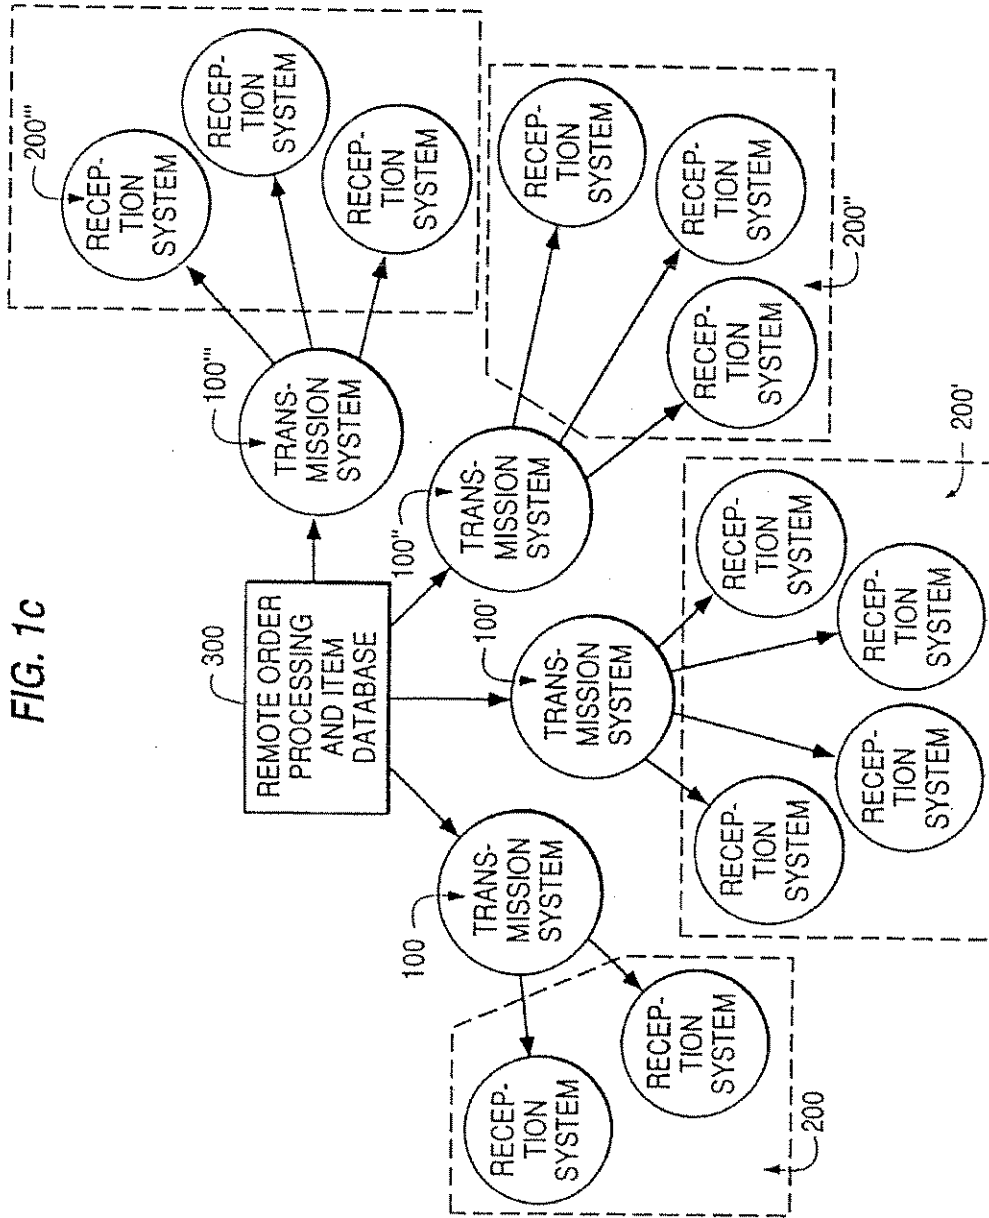 FIG. 1c
300
REMOTE ORDER
PROCESSING
AND ITEM
DATABASE
100
TRANS-
MISSION
SYSTEM
100'
TRANS-
MISSION
SYSTEM
100"
TRANS-
MISSION
SYSTEM
100'''
TRANS-
MISSION
SYSTEM
RECEP-
TION
SYSTEM
RECEP-
TION
SYSTEM
200
RECEP-
TION
SYSTEM
RECEP-
TION
SYSTEM
RECEP-
TION
SYSTEM
RECEP-
TION
SYSTEM
200'
RECEP-
TION
SYSTEM
RECEP-
TION
SYSTEM
RECEP-
TION
SYSTEM
200"
200'''
RECEP-
TION
SYSTEM
RECEP-
TION
SYSTEM
RECEP-
TION
SYSTEM